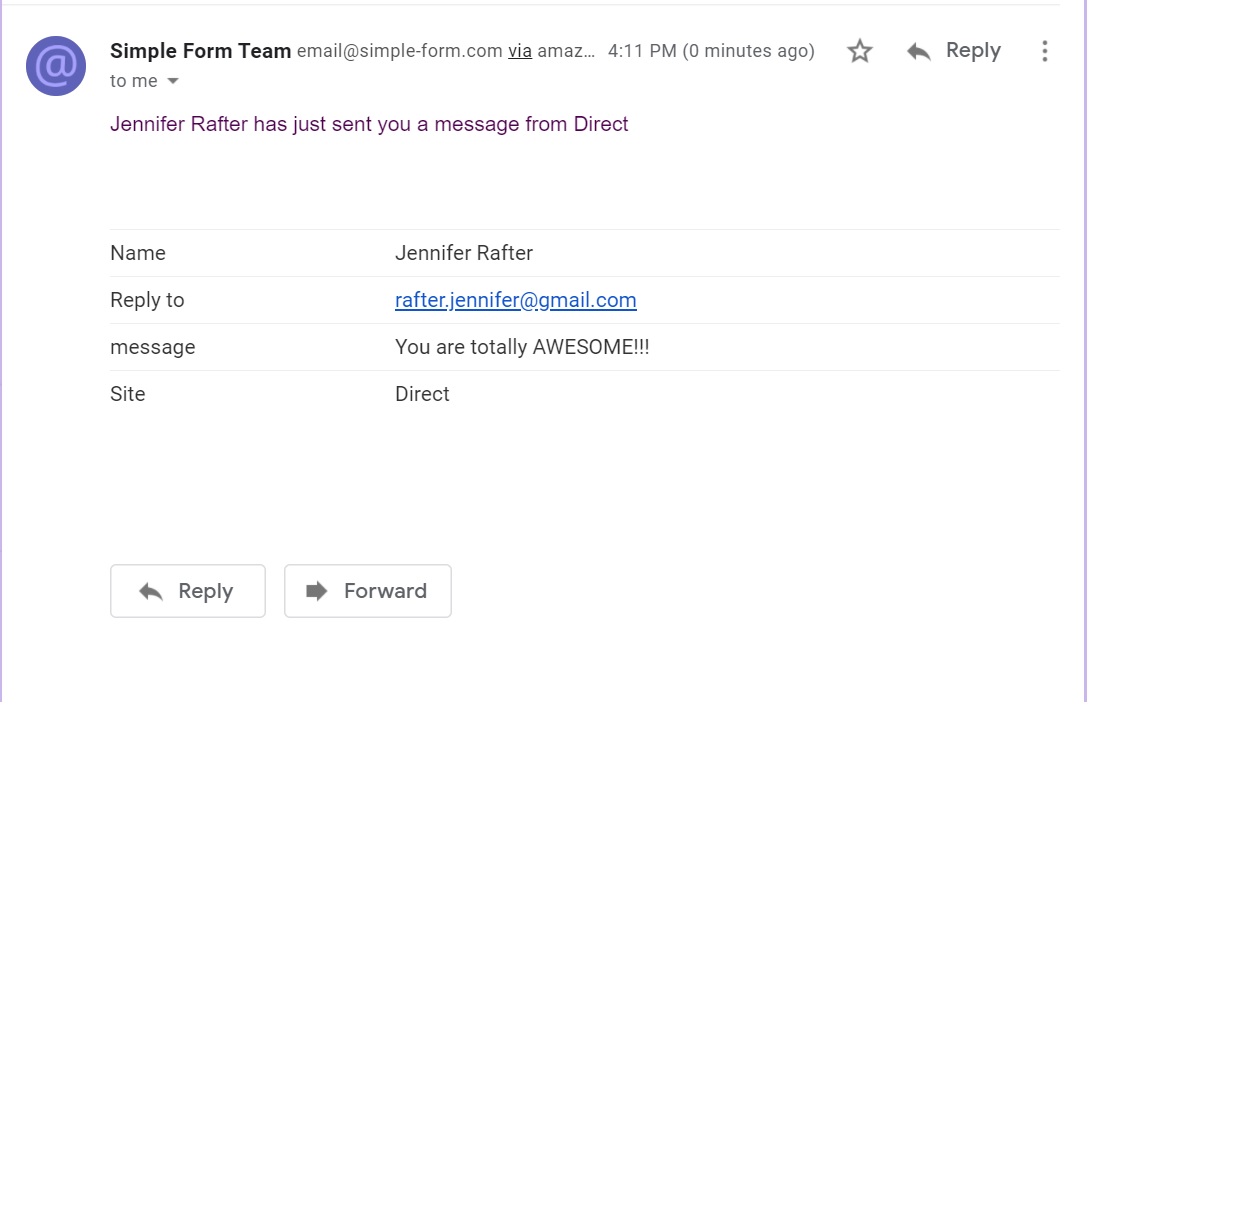 Simple Form Team email@simple-form.com via amaz... 4:11 PM (0 minutes ago) Reply
to me
Jennifer Rafter has just sent you a message from Direct
Name Jennifer Rafter
Reply to rafter.jennifer@gmail.com
message You are totally AWESOME!!!
Site Direct
Reply Forward